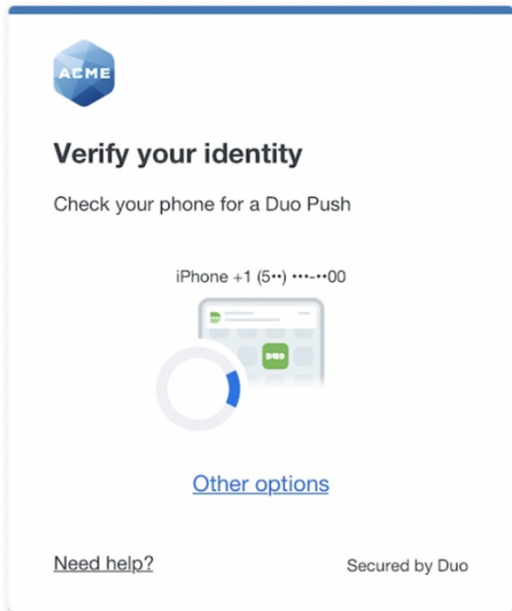 ACME
Verify your identity
Check your phone for a Duo Push
iPhone +1 (5••) •••-••00
DUO
Other options
Need help?
Secured by Duo